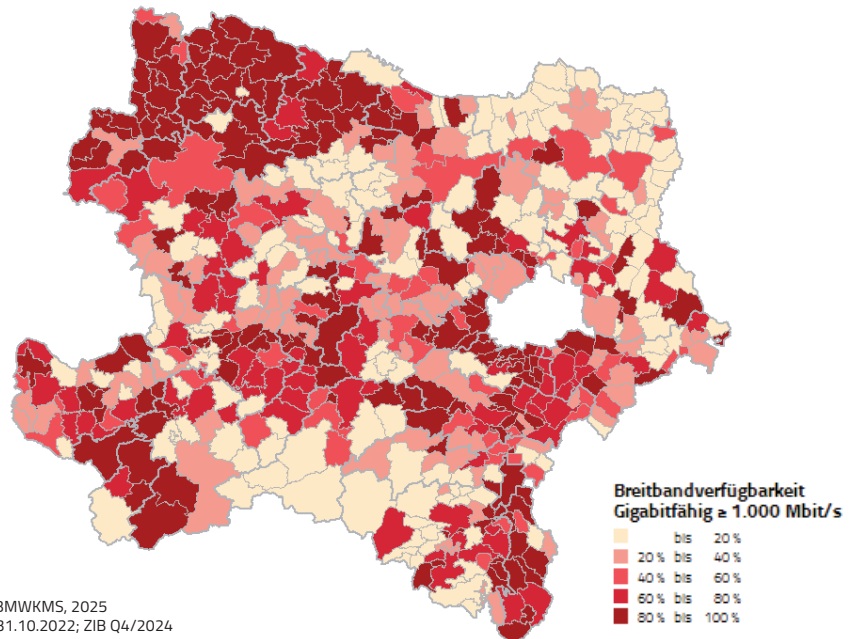 Breitbandverfügbarkeit
Gigabitfähig ≥ 1.000 Mbit/s
bis 20 %
20 % bis 40 %
40 % bis 60 %
60 % bis 80 %
80 % bis 100 %
BMWKMS, 2025
31.10.2022; ZIB Q4/2024